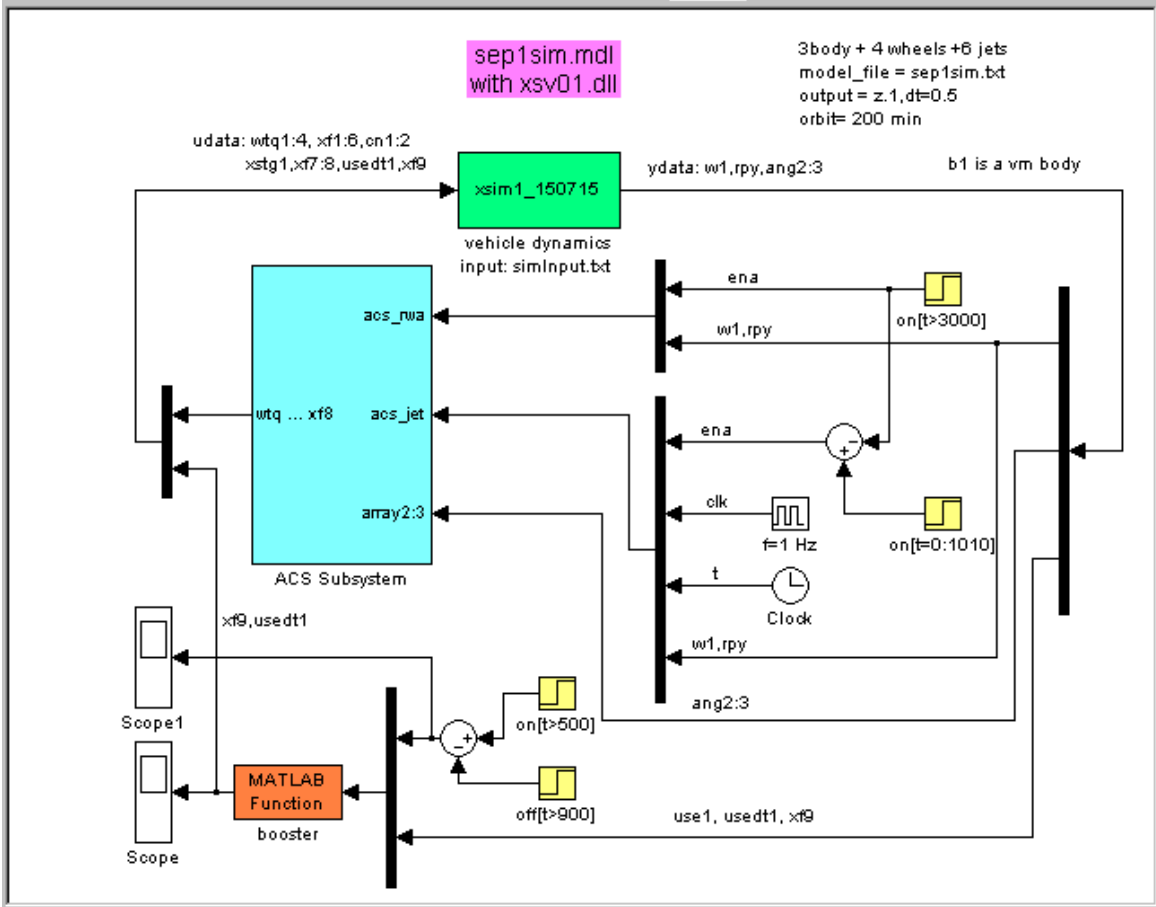 sep1sim.mdl
with xsv01.dll
3body + 4 wheels +6 jets
model_file = sep1sim.txt
output = z.1,dt=0.5
orbit= 200 min
udata: wtq1:4, xf1:6,cn1:2
xstg1,xf7:8,usedt1,xf9
xsim1_150715
ydata: w1,rpy,ang2:3
b1 is a vm body
vehicle dynamics
input: simInput.txt
ena
on[t>3000]
acs_rwa
w1,rpy
wtq ... xf8
acs_jet
ena
- 
+
clk
array2:3
f=1 Hz
on[t=0:1010]
ACS Subsystem
t
Clock
xf9,usedt1
w1,rpy
ang2:3
Scope1
on[t>500]
- +
MATLAB
Function
booster
off[t>900]
use1, usedt1, xf9
Scope